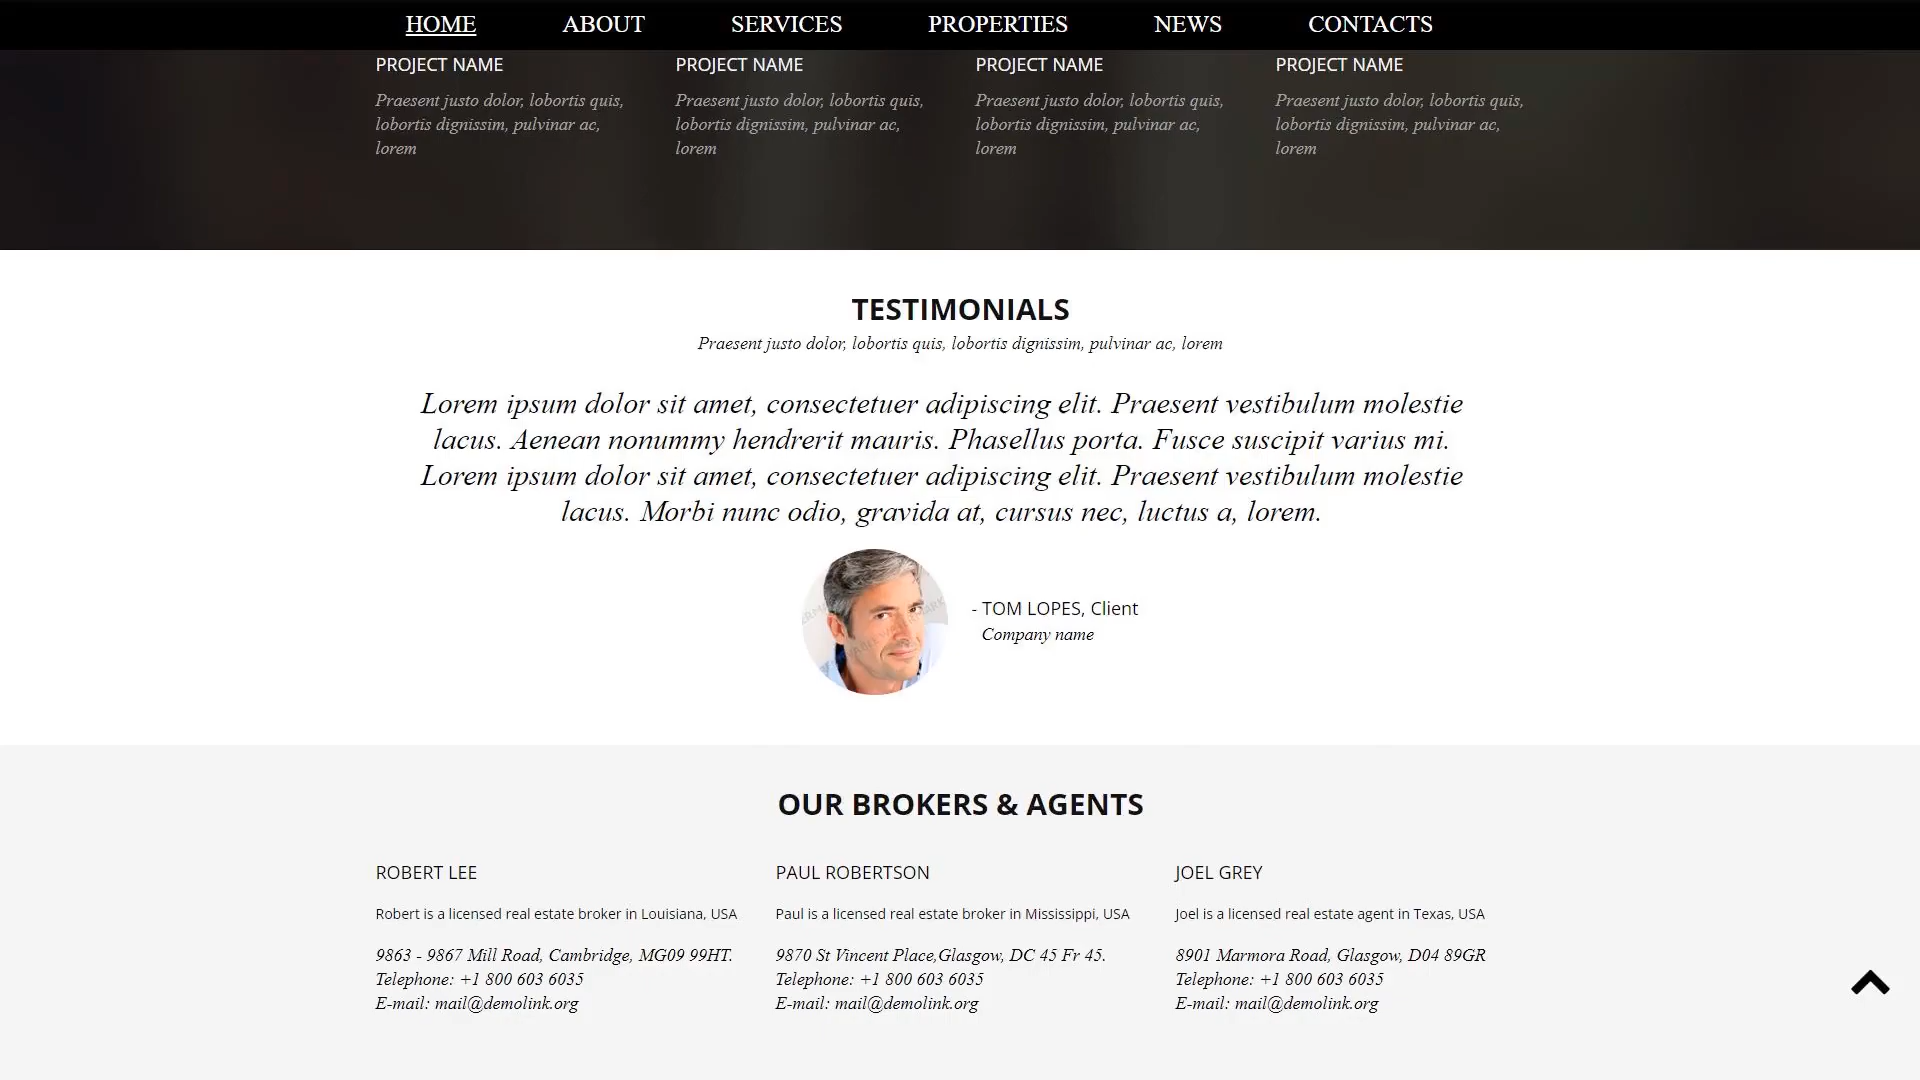 HOME ABOUT SERVICES PROPERTIES NEWS CONTACTS
PROJECT NAME
Praesent justo dolor, lobortis quis,
lobortis dignissim, pulvinar ac,
lorem
PROJECT NAME
Praesent justo dolor, lobortis quis,
lobortis dignissim, pulvinar ac,
lorem
PROJECT NAME
Praesent justo dolor, lobortis quis,
lobortis dignissim, pulvinar ac,
lorem
PROJECT NAME
Praesent justo dolor, lobortis quis,
lobortis dignissim, pulvinar ac,
lorem
TESTIMONIALS
Praesent justo dolor, lobortis quis, lobortis dignissim, pulvinar ac, lorem
Lorem ipsum dolor sit amet, consectetuer adipiscing elit. Praesent vestibulum molestie
lacus. Aenean nonummy hendrerit mauris. Phasellus porta. Fusce suscipit varius mi.
Lorem ipsum dolor sit amet, consectetuer adipiscing elit. Praesent vestibulum molestie
lacus. Morbi nunc odio, gravida at, cursus nec, luctus a, lorem.
- TOM LOPES, Client
Company name
OUR BROKERS & AGENTS
ROBERT LEE
Robert is a licensed real estate broker in Louisiana, USA
9863 - 9867 Mill Road, Cambridge, MG09 99HT.
Telephone: +1 800 603 6035
E-mail: mail@demolink.org
PAUL ROBERTSON
Paul is a licensed real estate broker in Mississippi, USA
9870 St Vincent Place,Glasgow, DC 45 Fr 45.
Telephone: +1 800 603 6035
E-mail: mail@demolink.org
JOEL GREY
Joel is a licensed real estate agent in Texas, USA
8901 Marmora Road, Glasgow, D04 89GR
Telephone: +1 800 603 6035
E-mail: mail@demolink.org